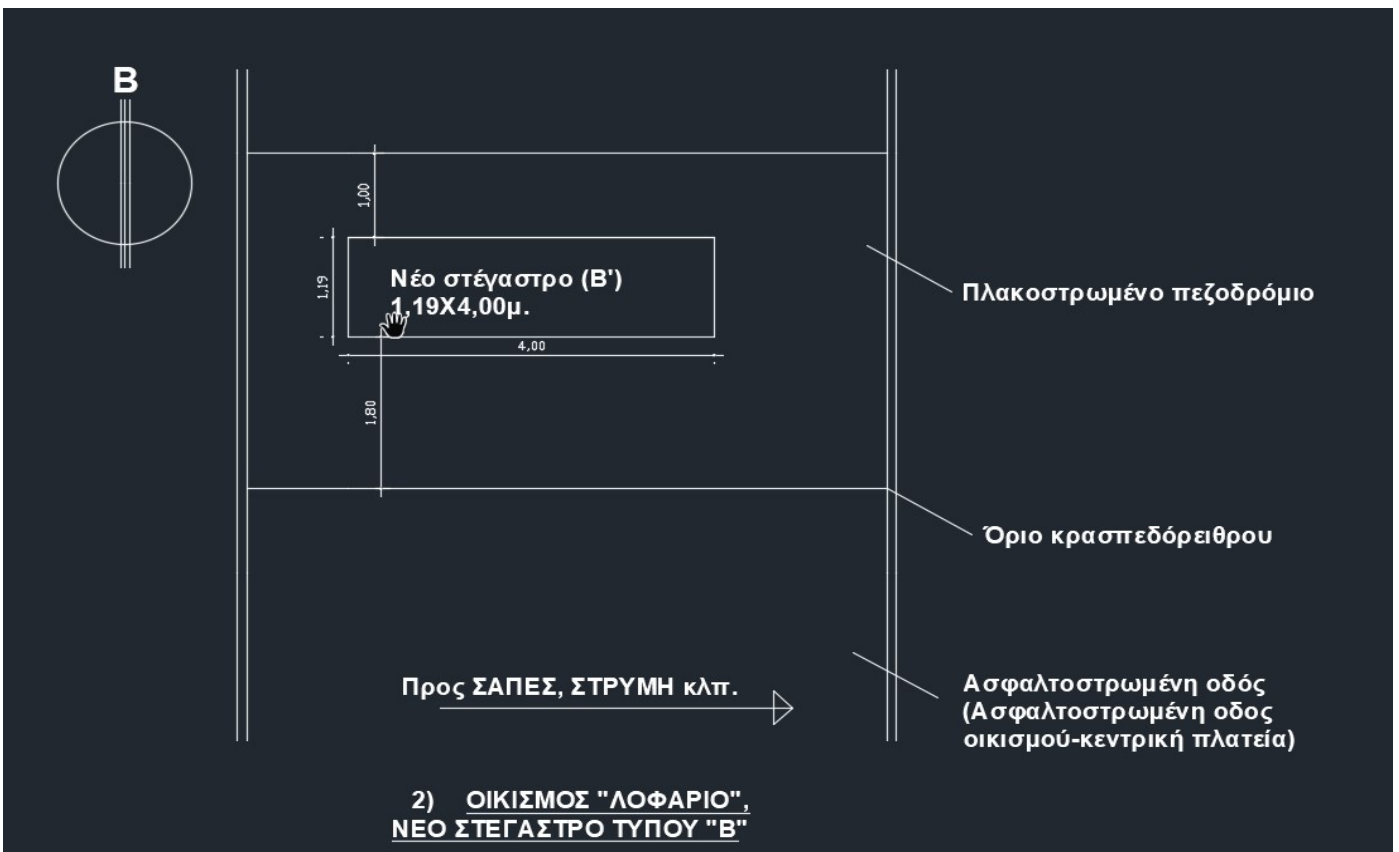 Β
1,00
Νέο στέγαστρο (Β')
1,19Χ4,00μ.
1,19
4,00
1,80
Πλακοστρωμένο πεζοδρόμιο
Όριο κρασπεδόρειθρου
Προς ΣΑΠΕΣ, ΣΤΡΥΜΗ κλπ.
Ασφαλτοστρωμένη οδός
(Ασφαλτοστρωμένη οδος
οικισμού-κεντρική πλατεία)
2) ΟΙΚΙΣΜΟΣ "ΛΟΦΑΡΙΟ",
ΝΕΟ ΣΤΕΓΑΣΤΡΟ ΤΥΠΟΥ "Β"